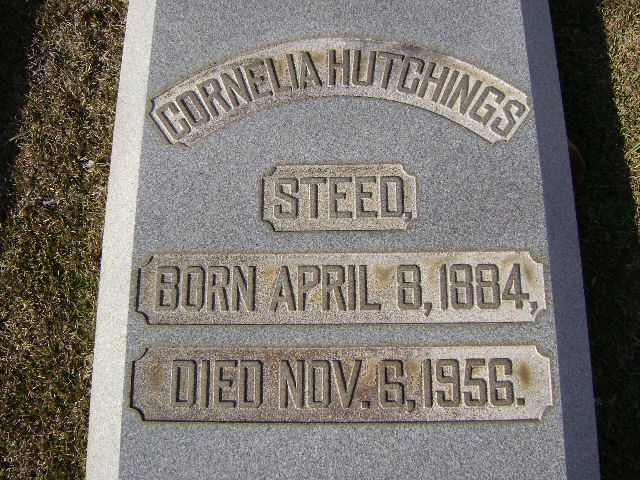 CORNELIA HUTCHINGS
STEED,
BORN APRIL 8, 1884,
DIED NOV. 6, 1956.